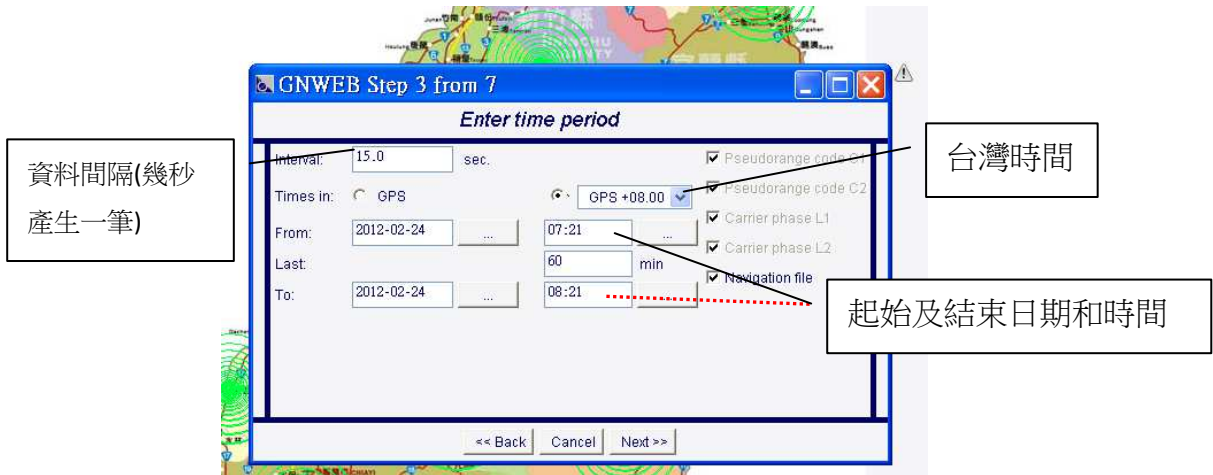 GNWEB Step 3 from 7
Enter time period
資料間隔(幾秒
產生一筆)
台灣時間
Interval: 15.0 sec.
Pseudorange code C1
Times in: GPS GPS +08.00
Pseudorange code C2
From: 2012-02-24 ... 07:21 ...
Carrier phase L1
Last: 60 min
Carrier phase L2
To: 2012-02-24 ... 08:21
Navigation file
起始及結束日期和時間
<< Back Cancel Next >>